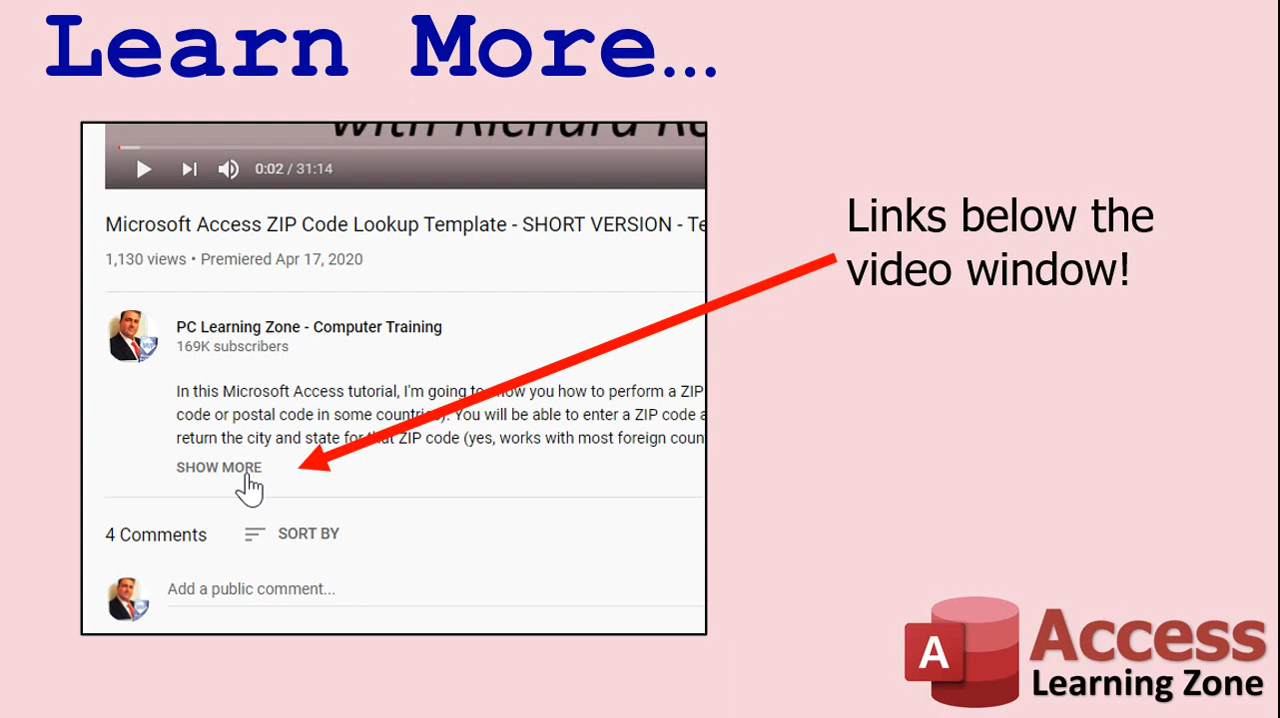 Learn More...
with Richard
0:02 / 31:14
Microsoft Access ZIP Code Lookup Template - SHORT VERSION -
1,130 views • Premiered Apr 17, 2020
PC Learning Zone - Computer Training
169K subscribers
In this Microsoft Access tutorial, I'm going to show you how to perform a ZIP
code or postal code in some countries). You will be able to enter a ZIP code
return the city and state for that ZIP code (yes, works with most foreign
SHOW MORE
4 Comments
SORT BY
Add a public comment...
Links below the
video window!
A
Access
Learning Zone